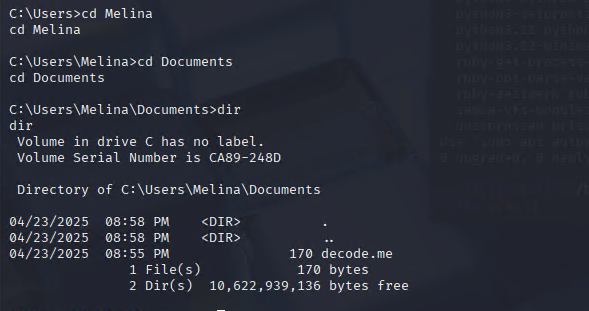 C:\Users>cd Melina
cd Melina
C:\Users\Melina>cd Documents
cd Documents
C:\Users\Melina\Documents>dir
dir
Volume in drive C has no label.
Volume Serial Number is CA89-248D
Directory of C:\Users\Melina\Documents
04/23/2025  08:58 PM    <DIR>          .
04/23/2025  08:58 PM    <DIR>          ..
04/23/2025  08:55 PM               170 decode.me
1 File(s)            170 bytes
2 Dir(s)  10,622,939,136 bytes free